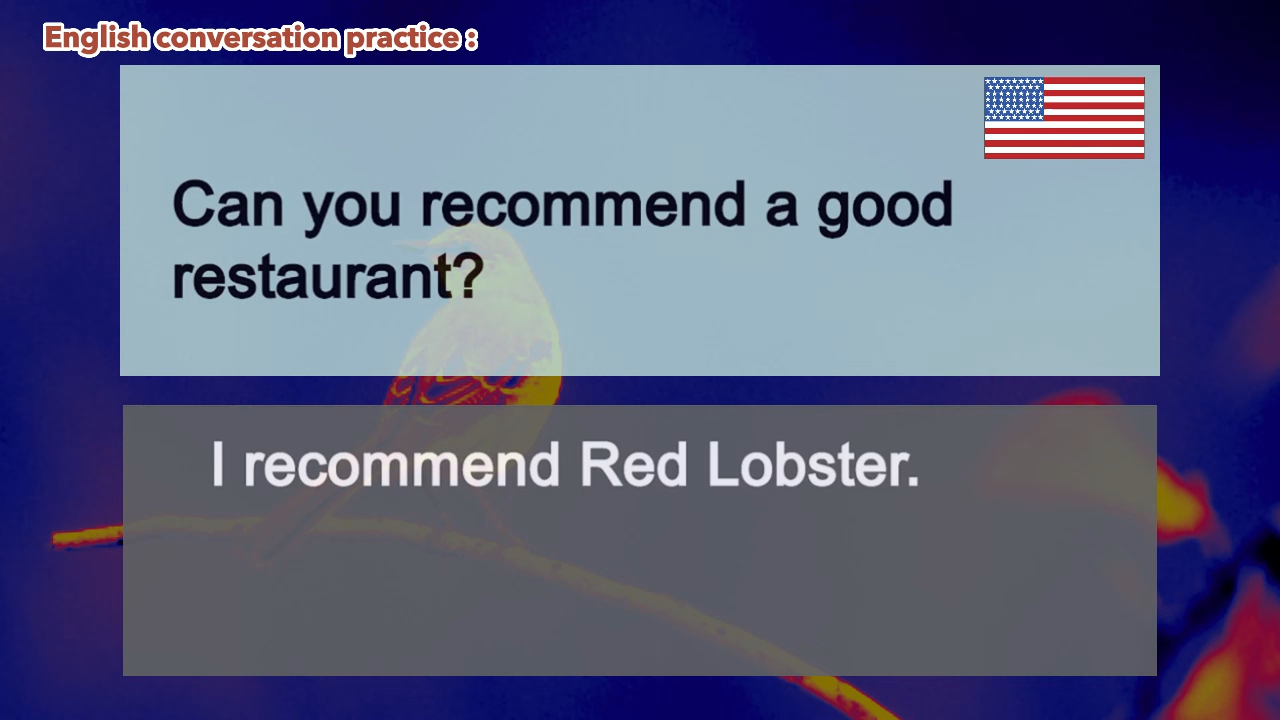 English conversation practice :
Can you recommend a good
restaurant?
I recommend Red Lobster.